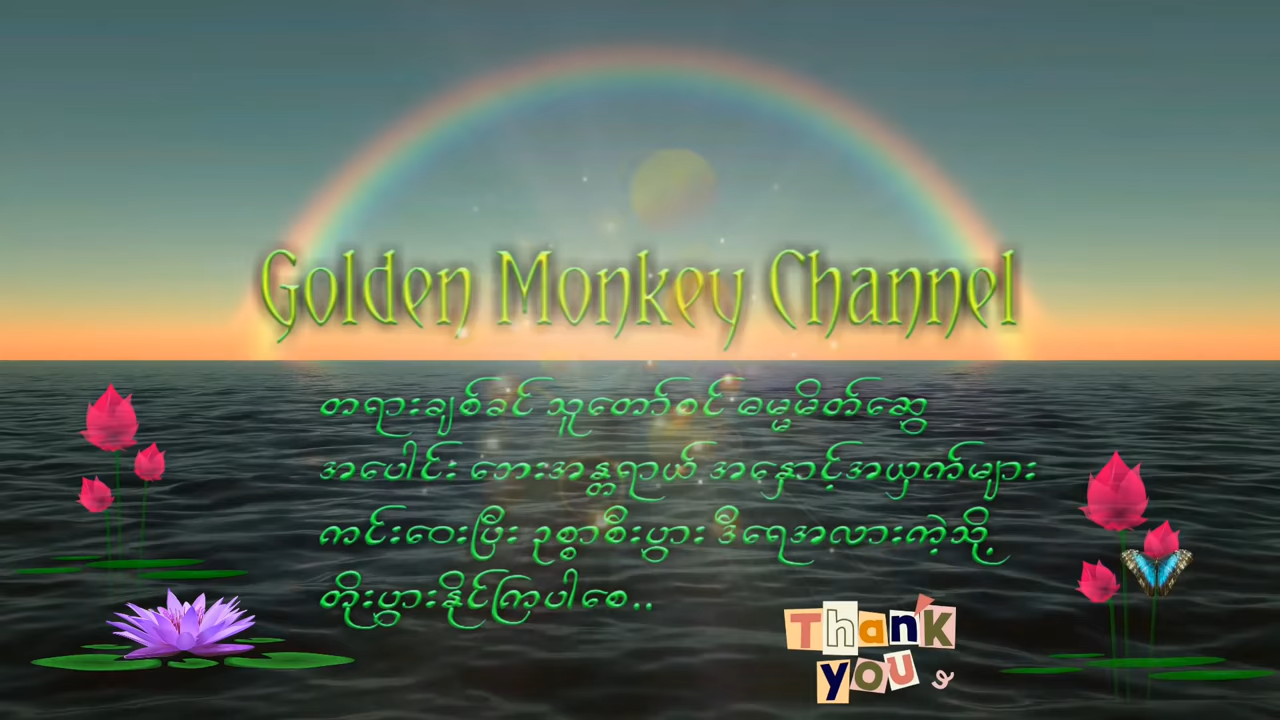 Golden Monkey Channel
တရားချစ်ခင် သူတော်စင် ဓမ္မမိတ်ဆွေ
အပေါင်း ဘေးအန္တရာယ် အနှောင့်အယှက်များ
ကင်းဝေးပြီး ဥစ္စာစီးပွား ဒီရေအလားကဲ့သို့
တိုးပွားနိုင်ကြပါစေ..
Thank
you